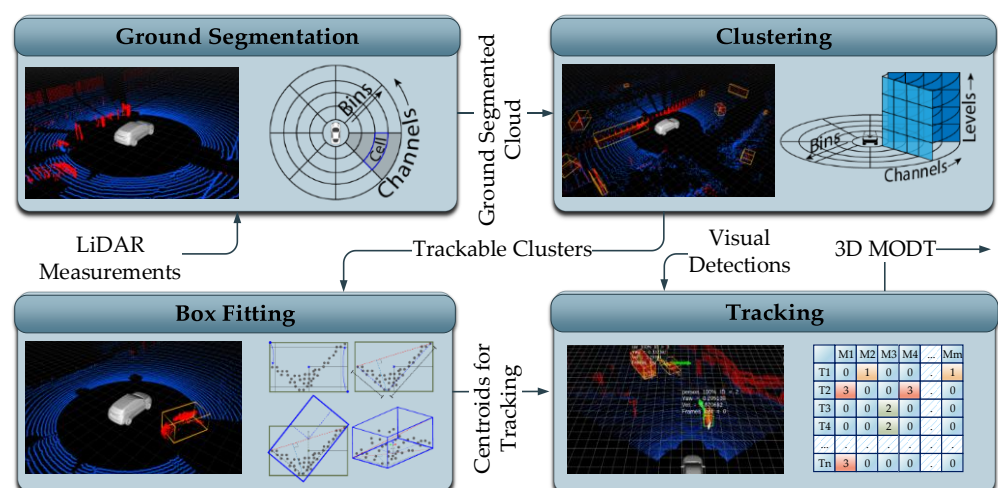 Ground Segmentation
Bins
Cell
Channels
Ground Segmented
Cloud
Clustering
Bins
Channels
Levels
LiDAR
Measurements
Trackable Clusters
Visual
Detections
3D MODT
Box Fitting
Centroids for
Tracking
Tracking
M1 M2 M3 M4 ... Mm
T1 0 1 0 0 . 1
T2 3 0 0 3 . 0
T3 0 0 2 0 . 0
T4 0 0 2 0 . 0
... ... ... ... ... . .
Tn 3 0 0 0 . 0